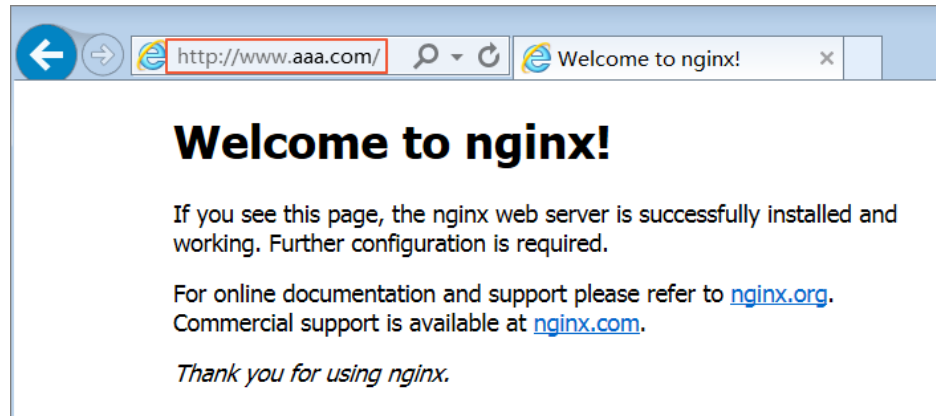 http://www.aaa.com/
Welcome to nginx!
Welcome to nginx!
If you see this page, the nginx web server is successfully installed and
working. Further configuration is required.
For online documentation and support please refer to nginx.org.
Commercial support is available at nginx.com.
Thank you for using nginx.